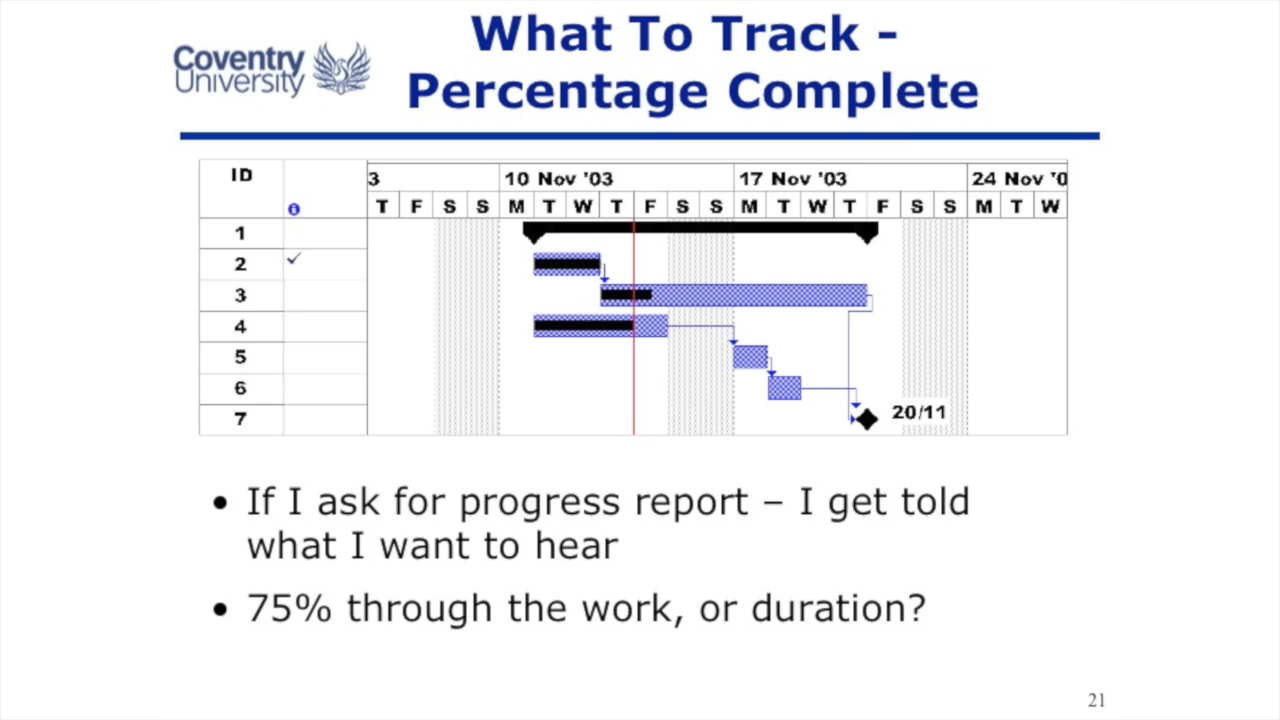 What To Track -
Percentage Complete
Coventry
University
ID
3
10 Nov '03
17 Nov '03
24 Nov '0
T F S S M T W T F S S M T W T F S S M T W
1
2
3
4
5
6
7
20/11
• If I ask for progress report – I get told
what I want to hear
• 75% through the work, or duration?
21